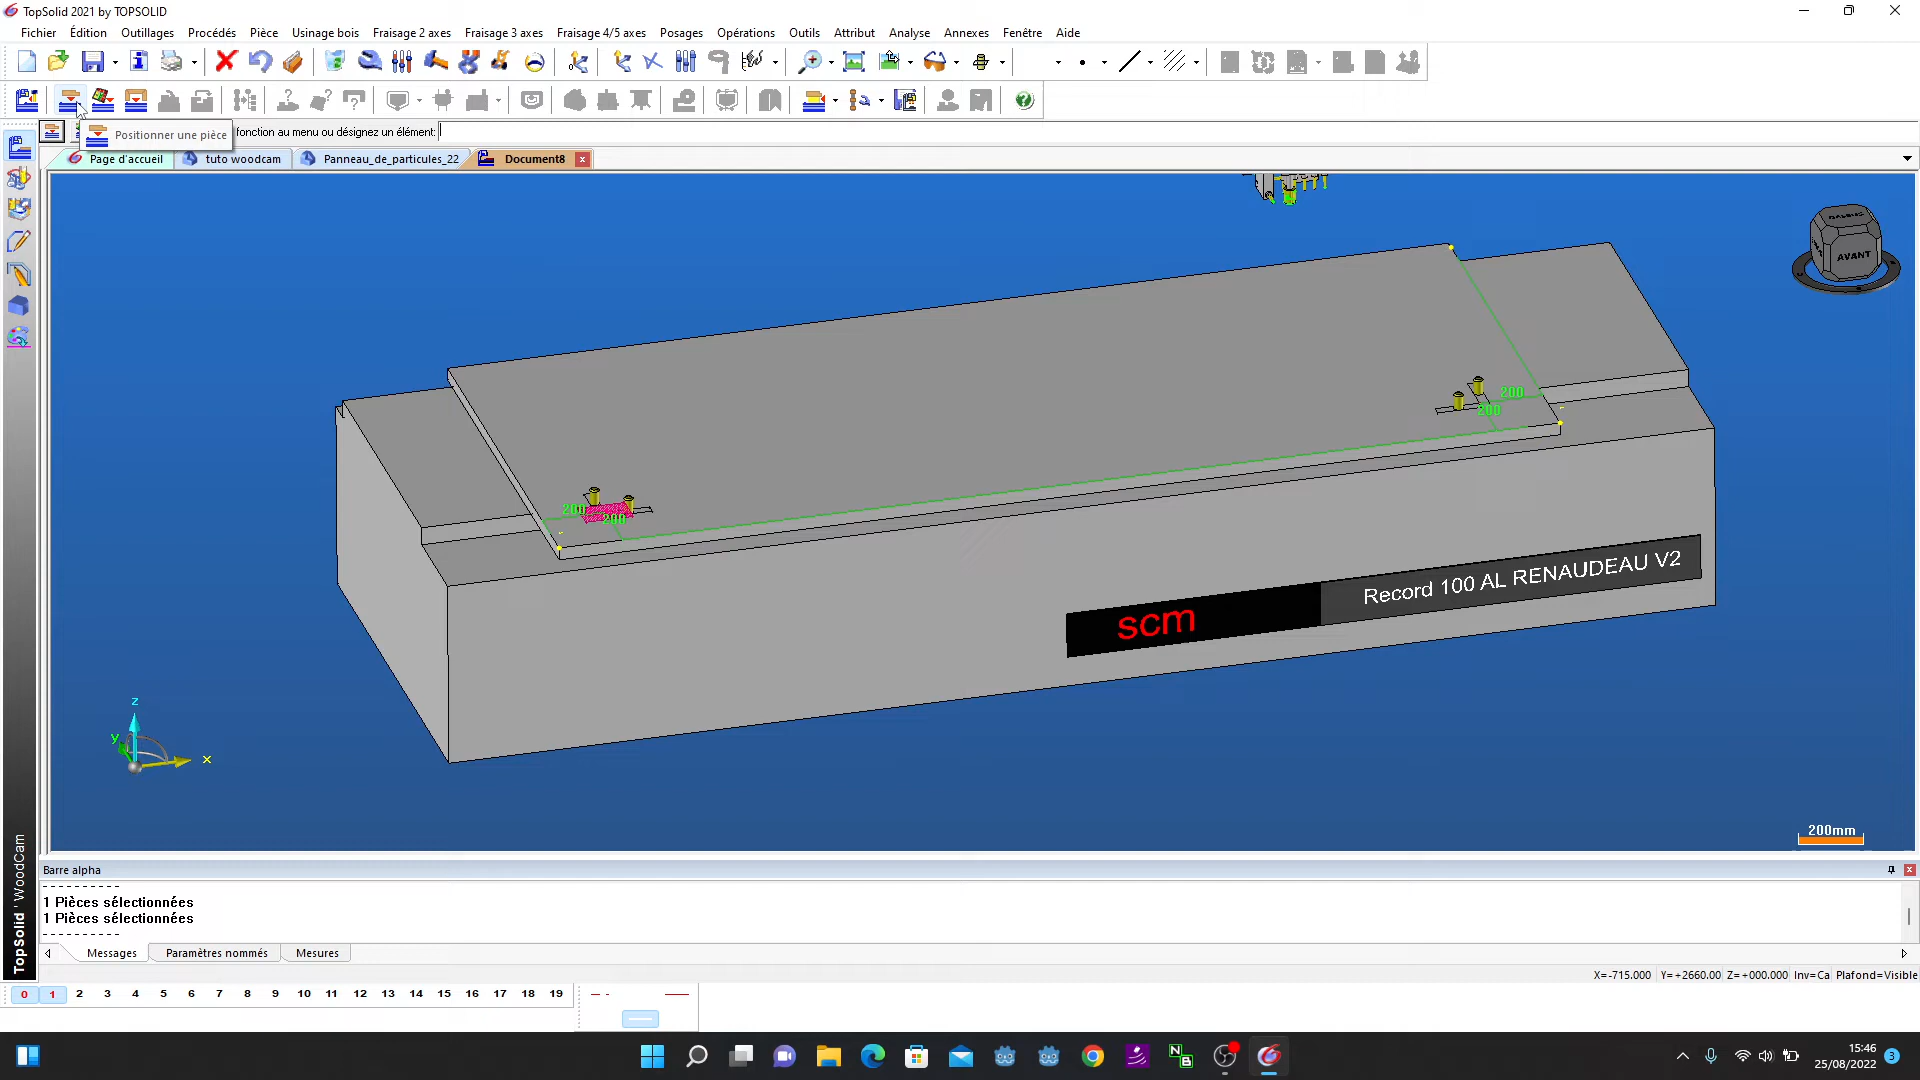 TopSolid 2021 by TOPSOLID
Fichier Édition Outillages Procédés Pièce Usinage bois Fraisage 2 axes Fraisage 3 axes Fraisage 4/5 axes Posages Opérations Outils Attribut Analyse Annexes Fenêtre Aide
fonction au menu ou désignez un élément:
Positionner une pièce
Page d'accueil tuto woodcam Panneau_de_particules_22 Document8
AVANT
200
200
200
200
Record 100 AL RENAUDEAU V2
scm
z
y
x
200mm
TopSolid'WoodCam
Barre alpha
----------
1 Pièces sélectionnées
1 Pièces sélectionnées
----------
Messages Paramètres nommés Mesures
X=-715.000 Y=+2660.00 Z=+000.000 Inv=Ca Plafond=Visible
0 1 2 3 4 5 6 7 8 9 10 11 12 13 14 15 16 17 18 19
15:46
25/08/2022
3